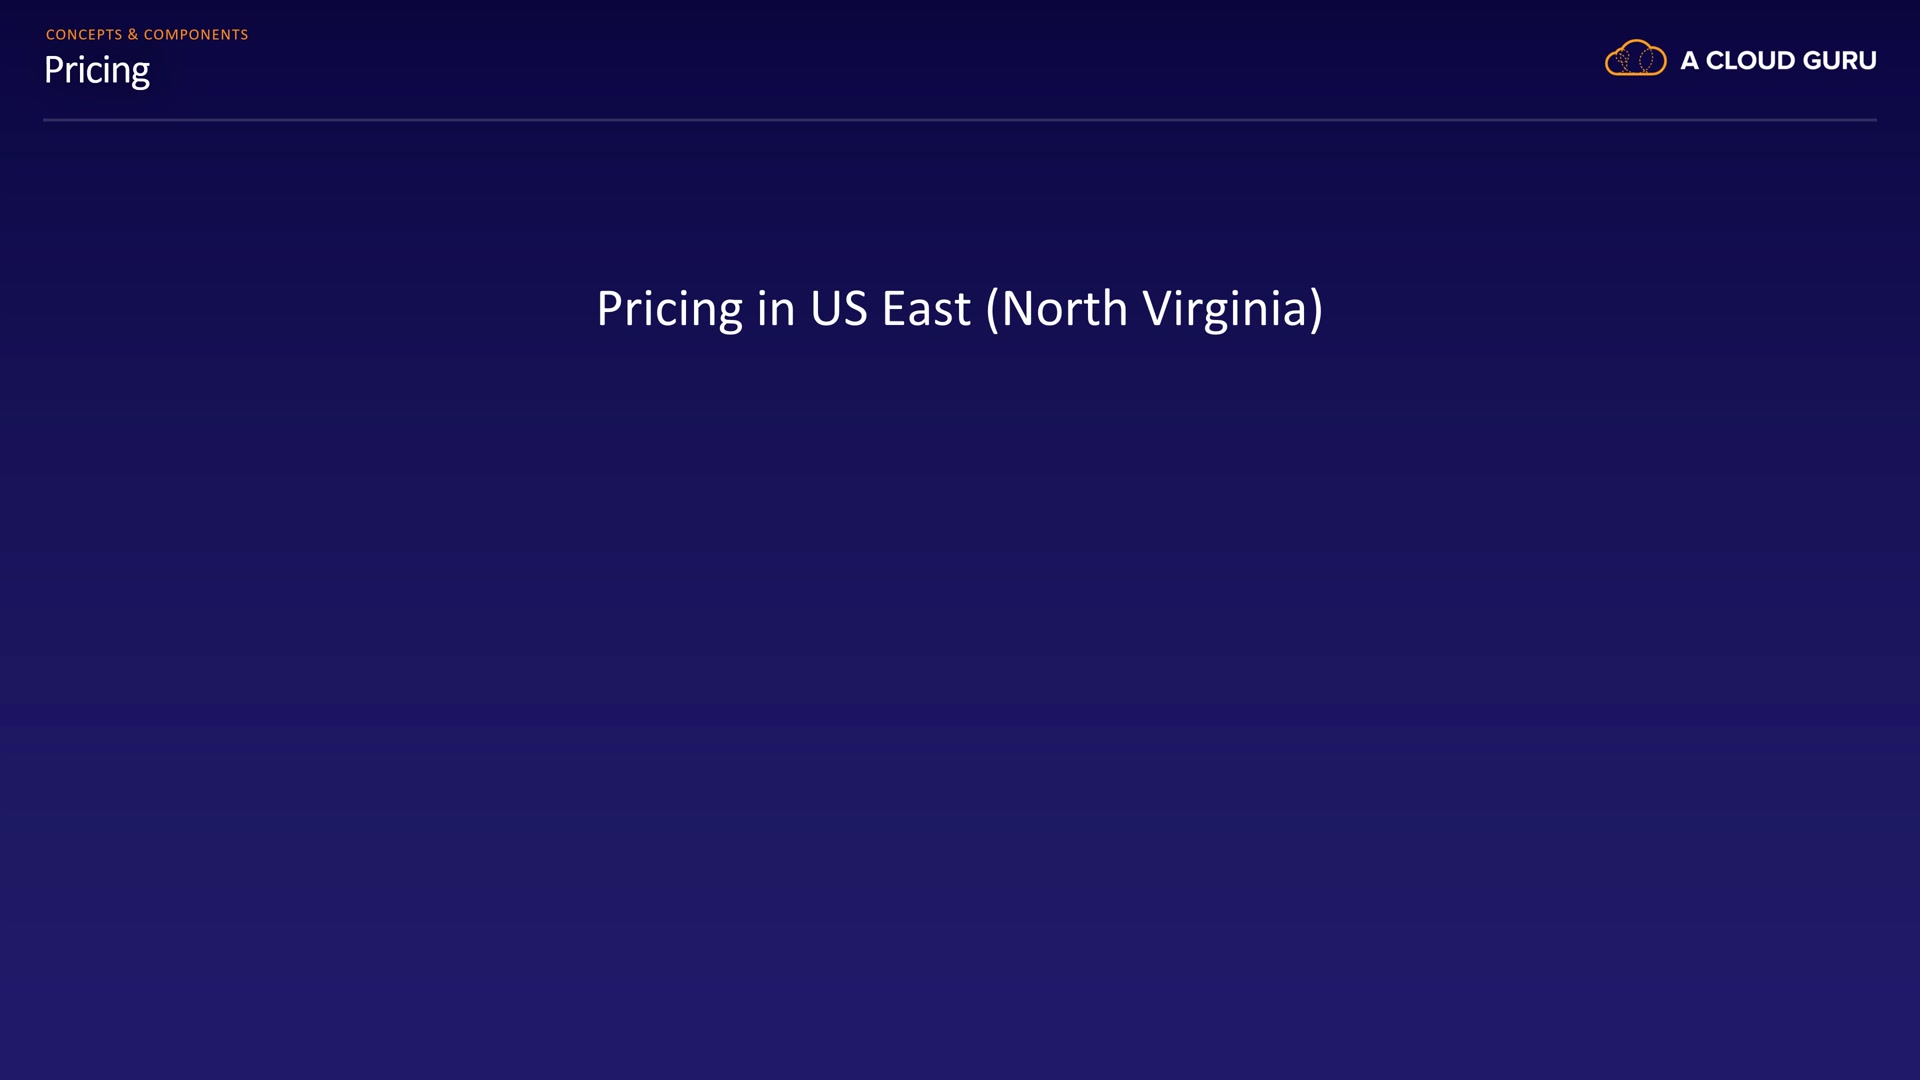 CONCEPTS & COMPONENTS
Pricing
A CLOUD GURU
Pricing in US East (North Virginia)